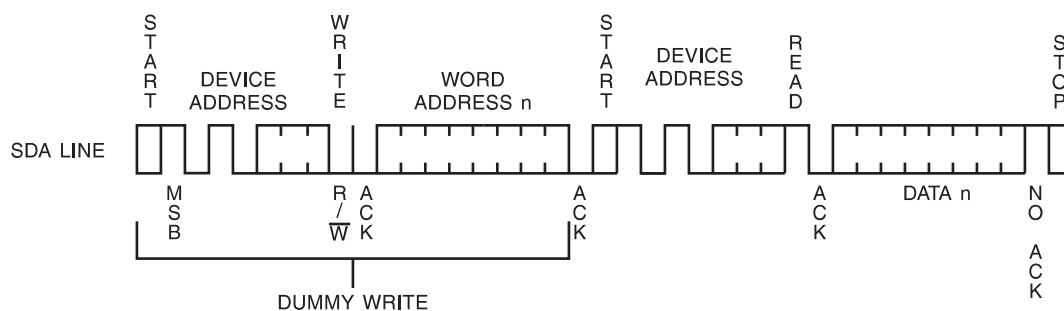 START
DEVICE
ADDRESS
WRITE
WORD
ADDRESS n
START
DEVICE
ADDRESS
READ
STOP
SDA LINE
MSB
R/W
ACK
ACK
ACK
DATA n
NO ACK
DUMMY WRITE